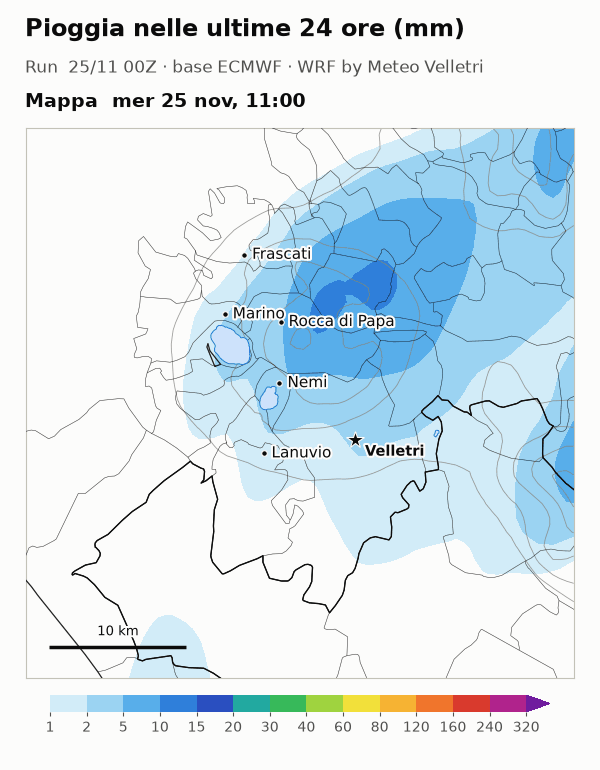 Pioggia nelle ultime 24 ore (mm)
Run  25/11 00Z · base ECMWF · WRF by Meteo Velletri
Mappa  mer 25 nov, 11:00
Frascati
Marino
Rocca di Papa
Nemi
Velletri
Lanuvio
10 km
1 2 5 10 15 20 30 40 60 80 120 160 240 320